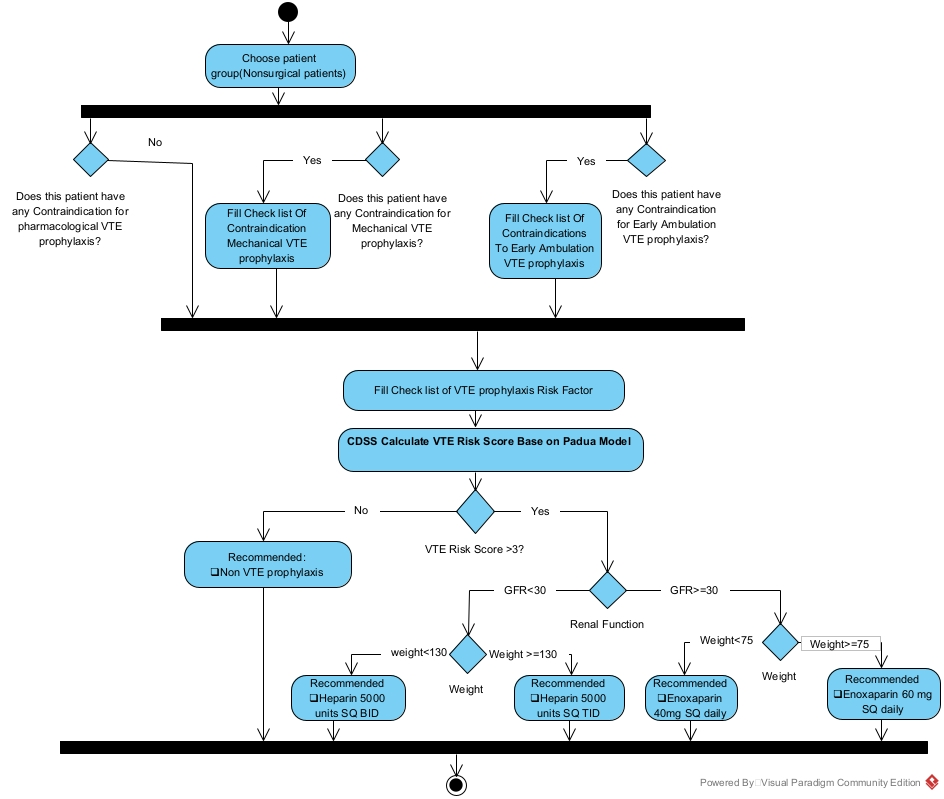 Choose patient
group(Nonsurgical patients)
No
Yes
Yes
Does this patient have
any Contraindication for
pharmacological VTE
prophylaxis?
Fill Check list Of
Contraindication
Mechanical VTE
prophylaxis
Does this patient have
any Contraindication for
Mechanical VTE
prophylaxis?
Fill Check list Of
Contraindications
To Early Ambulation
VTE prophylaxis
Does this patient have
any Contraindication
for Early Ambulation
VTE prophylaxis?
Fill Check list of VTE prophylaxis Risk Factor
CDSS Calculate VTE Risk Score Base on Padua Model
No
Yes
VTE Risk Score >3?
Recommended:
❑Non VTE prophylaxis
GFR<30
GFR>=30
Renal Function
weight<130
Weight >=130
Weight
Weight<75
Weight>=75
Weight
Recommended
❑Heparin 5000
units SQ BID
Recommended
❑Heparin 5000
units SQ TID
Recommended
❑Enoxaparin
40mg SQ daily
Recommended
❑Enoxaparin 60 mg
SQ daily
Powered By Visual Paradigm Community Edition